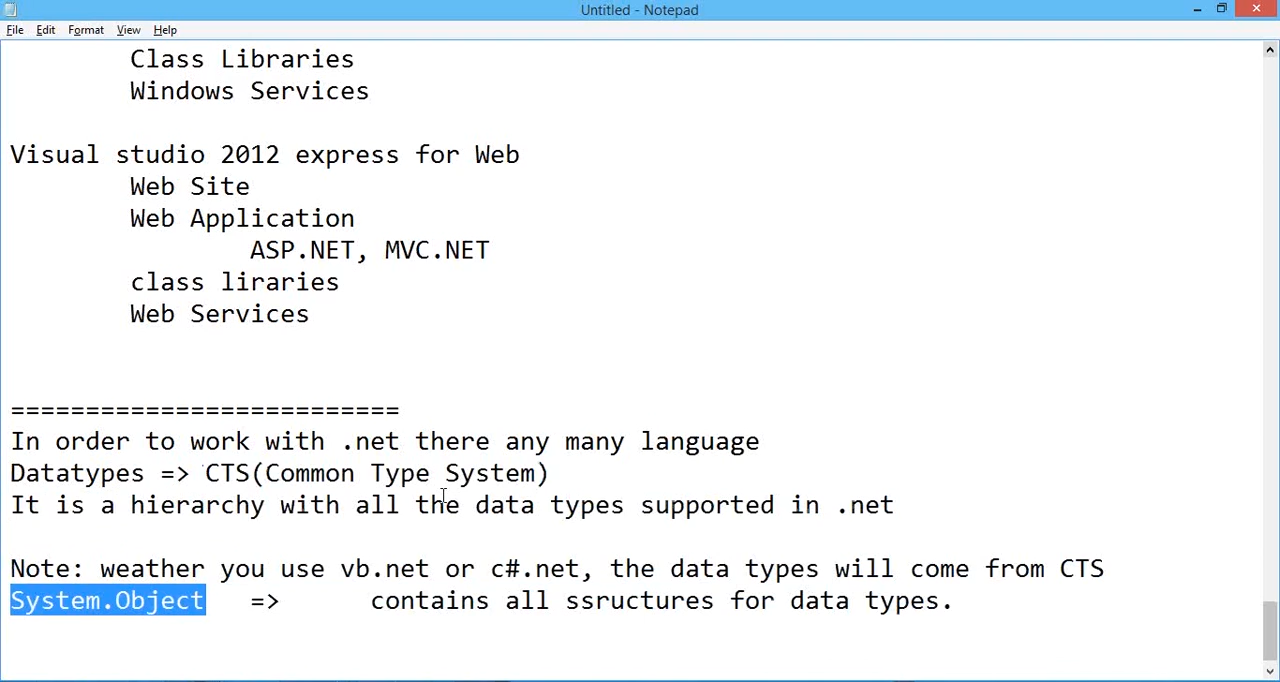 Untitled - Notepad
File Edit Format View Help
Class Libraries
Windows Services
Visual studio 2012 express for Web
Web Site
Web Application
ASP.NET, MVC.NET
class liraries
Web Services
==========================
In order to work with .net there any many language
Datatypes => CTS(Common Type System)
It is a hierarchy with all the data types supported in .net
Note: weather you use vb.net or c#.net, the data types will come from CTS
System.Object => contains all ssructures for data types.